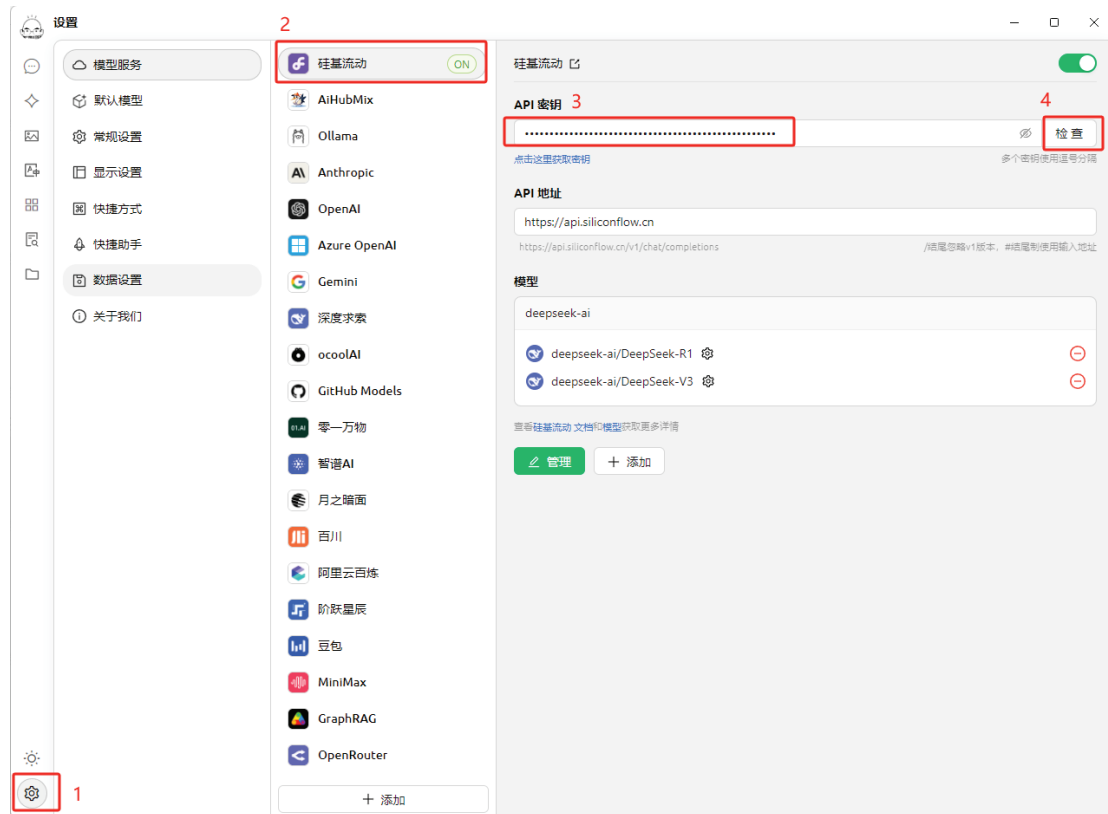 设置
2
模型服务
默认模型
常规设置
显示设置
快捷方式
快捷助手
数据设置
关于我们
1
硅基流动 ON
AiHubMix
Ollama
Anthropic
OpenAI
Azure OpenAI
Gemini
深度求索
ocoolAI
GitHub Models
零一万物
智谱AI
月之暗面
百川
阿里云百炼
阶跃星辰
豆包
MiniMax
GraphRAG
OpenRouter
+ 添加
硅基流动
API 密钥 3
4
••••••••••••••••••••••••••••••••••••••••••••••••••• 检查
点击这里获取密钥 多个密钥使用逗号分隔
API 地址
https://api.siliconflow.cn
https://api.siliconflow.cn/v1/chat/completions /结尾忽略v1版本，#结尾制使用输入地址
模型
deepseek-ai
deepseek-ai/DeepSeek-R1
deepseek-ai/DeepSeek-V3
查看硅基流动 文档和模型获取更多详情
管理 + 添加